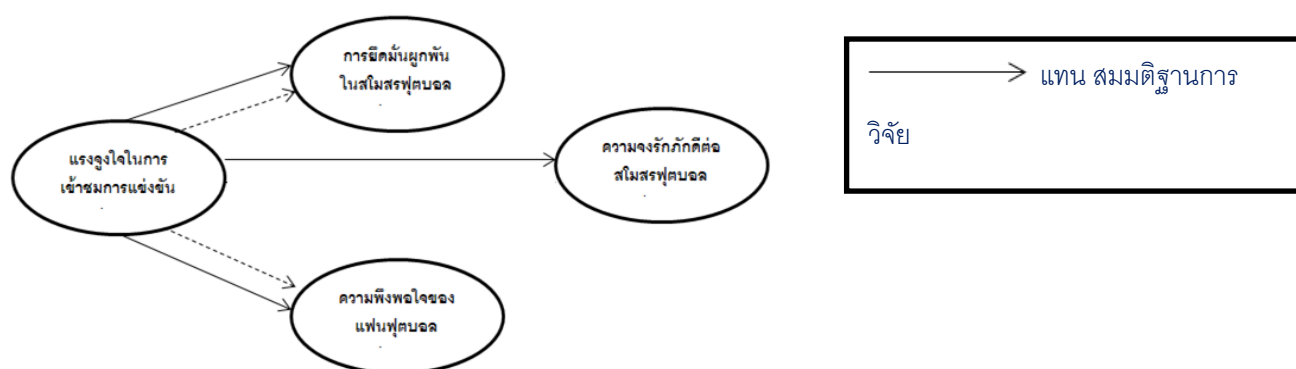 การยึดมั่นผูกพัน
ในสโมสรฟุตบอล
แรงจูงใจในการ
เข้าชมการแข่งขัน
ความจงรักภักดีต่อ
สโมสรฟุตบอล
ความพึงพอใจของ
แฟนฟุตบอล
แทน สมมติฐานการ
วิจัย